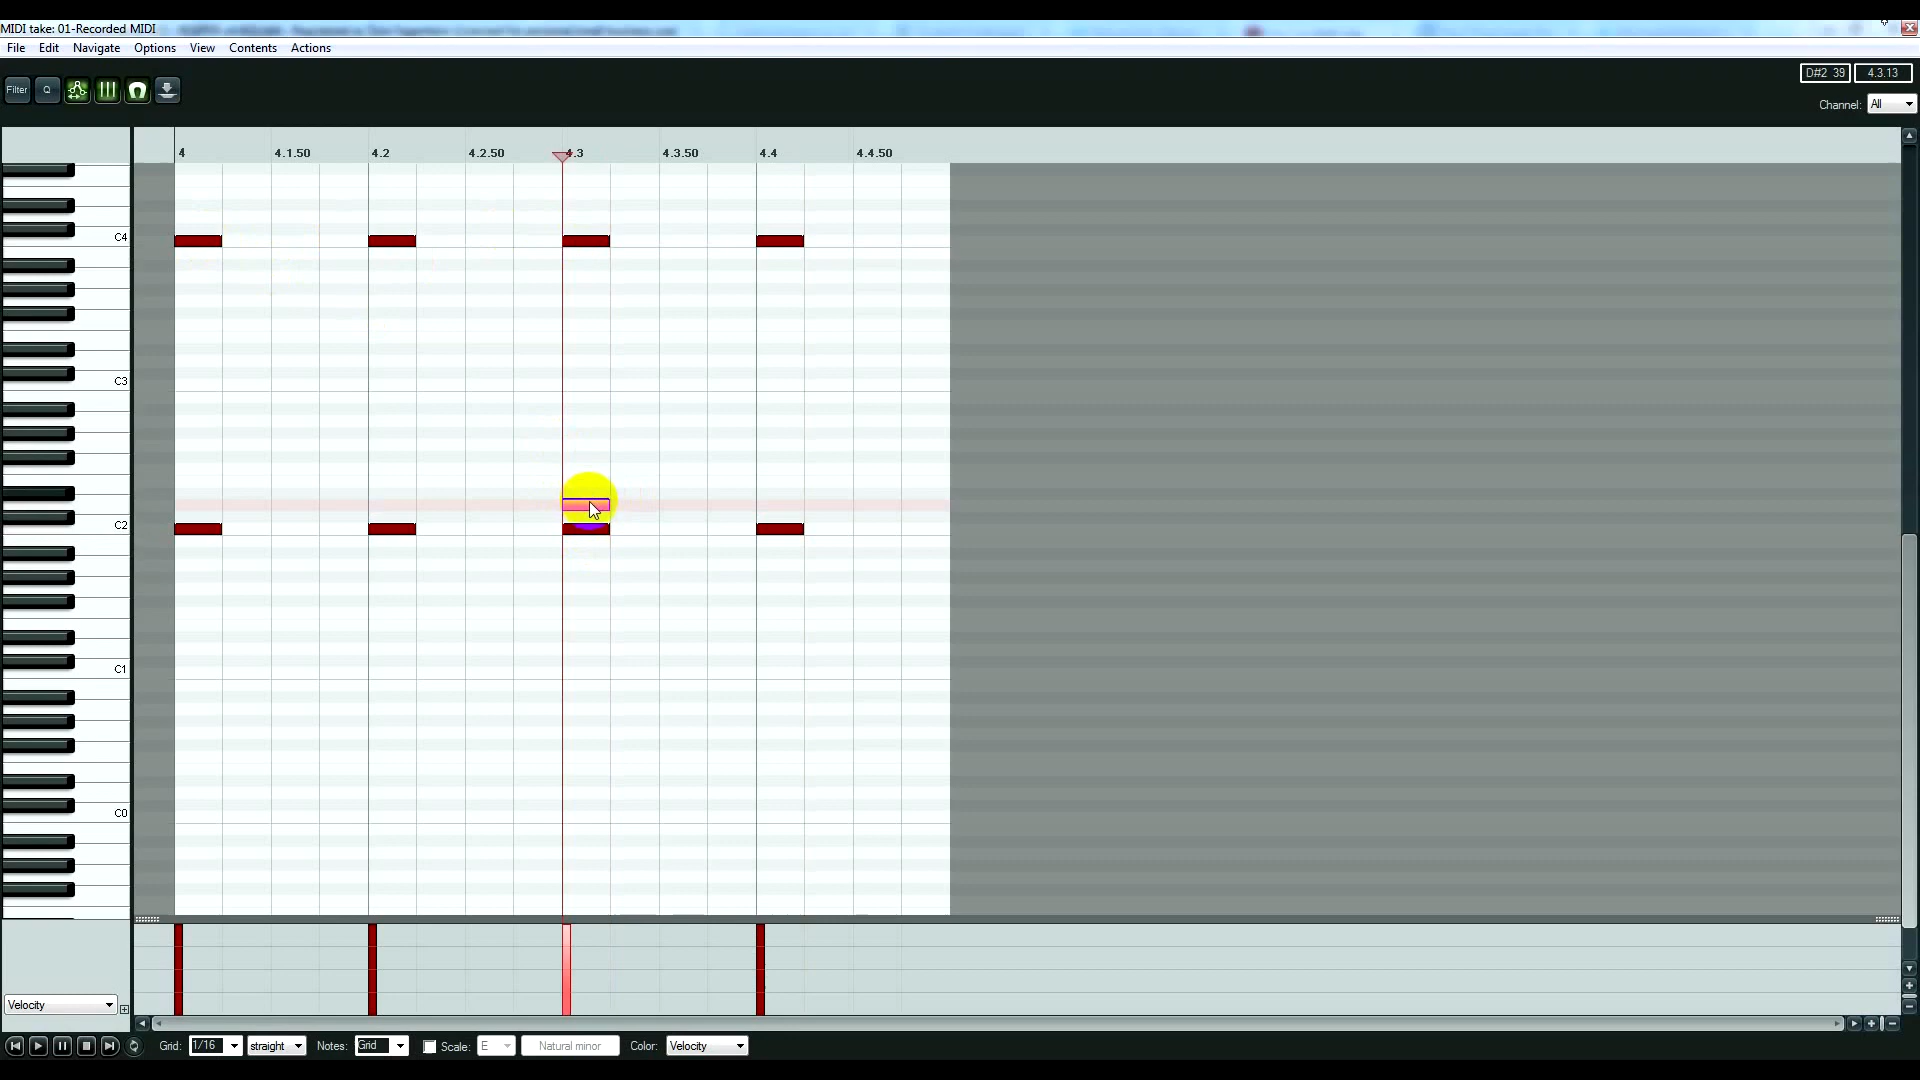 MIDI take: 01-Recorded MIDI
File Edit Navigate Options View Contents Actions
Filter Q
D#2 39 4.3.13
Channel: All
4 4.1.50 4.2 4.2.50 4.3 4.3.50 4.4 4.4.50
C4
C3
C2
C1
C0
Velocity
Grid: 1/16 straight Notes: Grid Scale: E Natural minor Color: Velocity